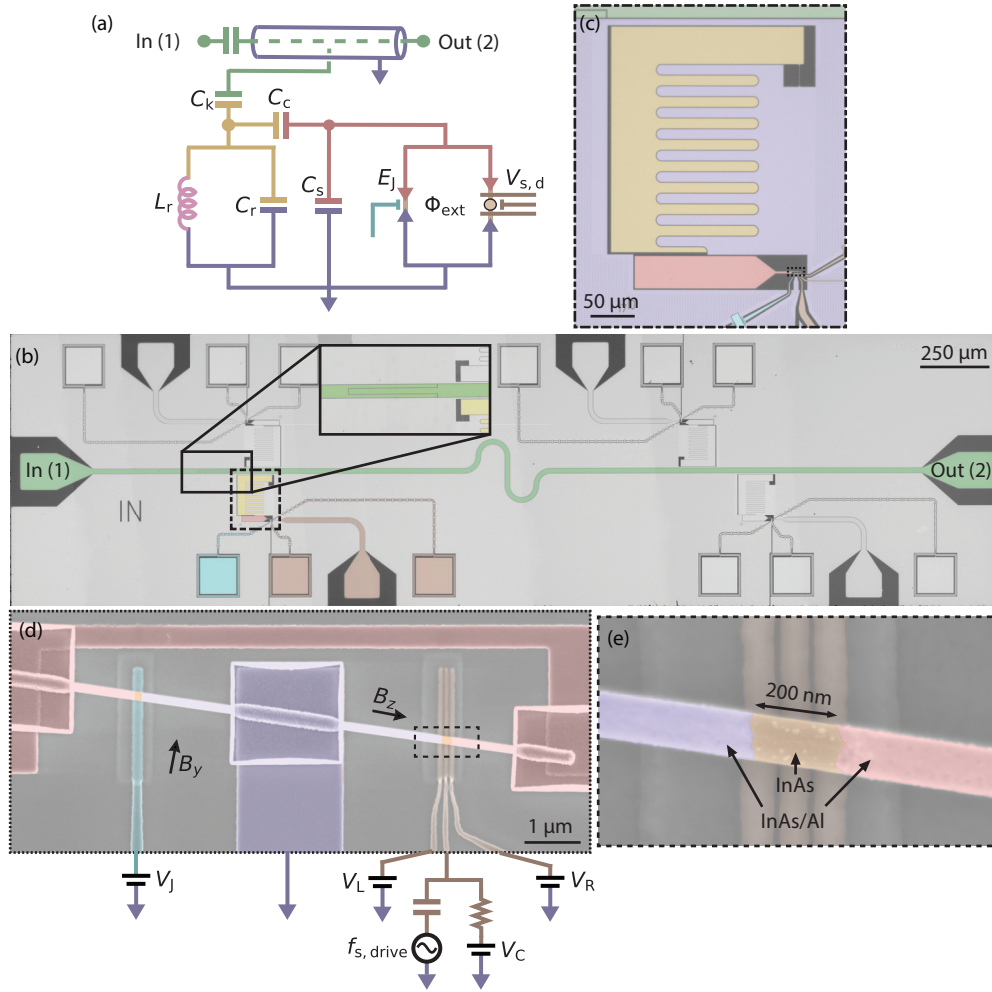 (a)
In (1)
Out (2)
C_k
C_c
L_r
C_r
C_s
E_J
Φ_ext
V_s, d
(c)
50 μm
(b)
250 μm
In (1)
Out (2)
IN
(d)
B_z
B_y
1 μm
V_J
V_L
V_R
f_s, drive
V_C
(e)
200 nm
InAs
InAs/Al